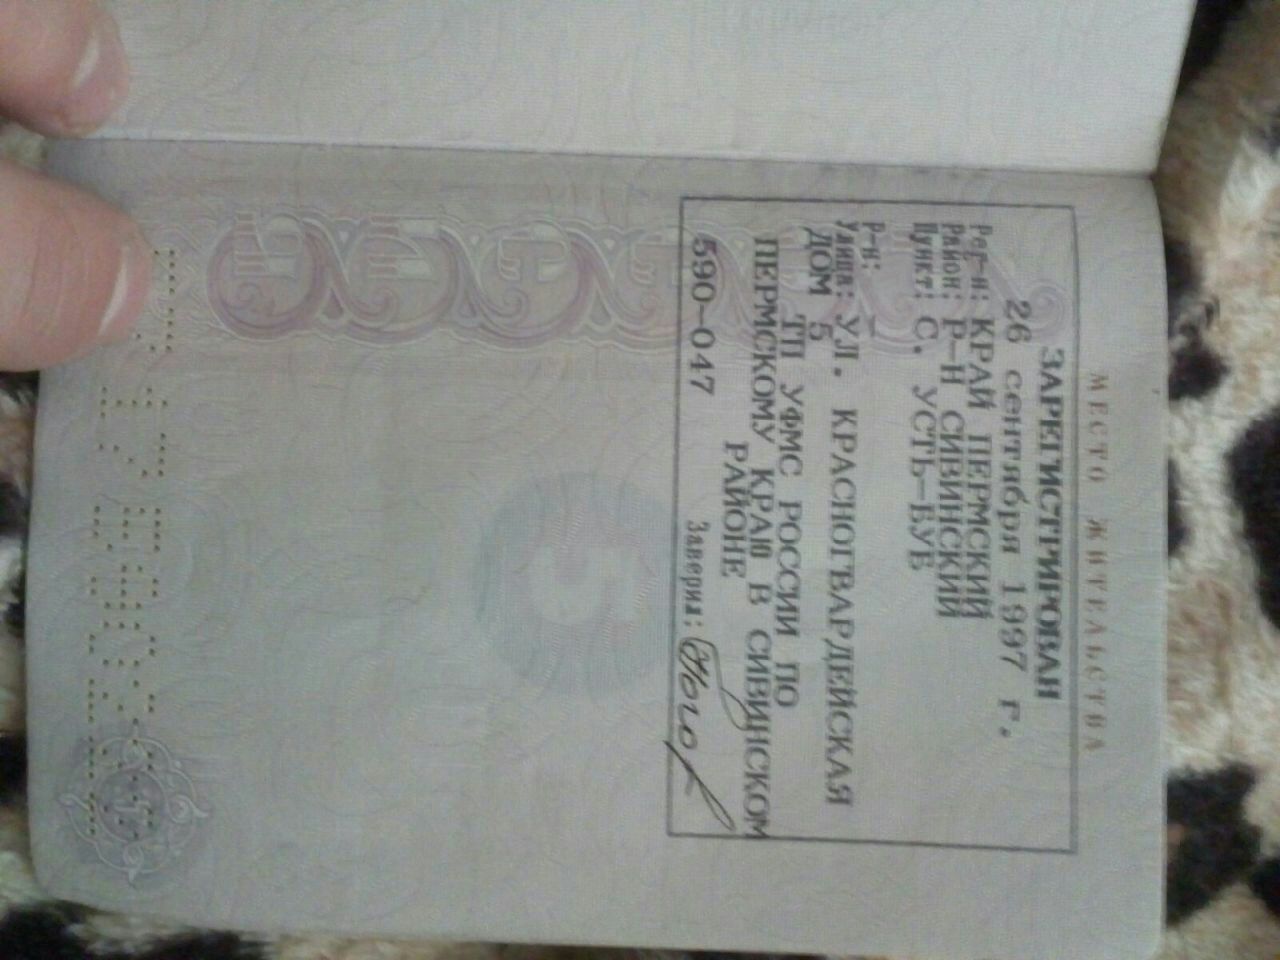 МЕСТО ЖИТЕЛЬСТВА
ЗАРЕГИСТРИРОВАН
26 сентября 1997 г.
Рег-н: КРАЙ ПЕРМСКИЙ
Район: Р-Н СИВИНСКИЙ
Пункт: С. УСТЬ-БУБ
Р-н: -
Улица: УЛ. КРАСНОГВАРДЕЙСКАЯ
ДОМ 5
ТП УФМС РОССИИ ПО
ПЕРМСКОМУ КРАЮ В СИВИНСКОМ
РАЙОНЕ
590-047 Заверил: